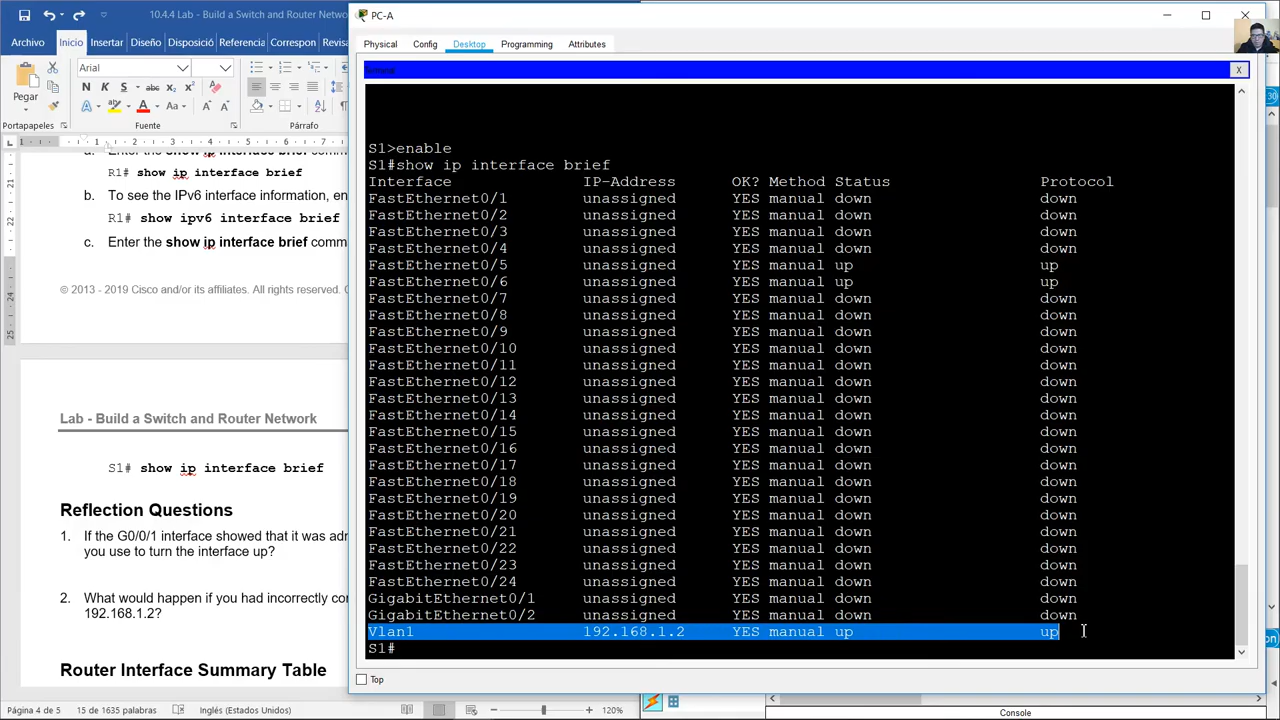 10.4.4 Lab - Build a Switch and Router Netwo
Archivo Inicio Insertar Diseño Disposició Referencia Correspon Revisa
Pegar
Arial
N K S
Portapapeles Fuente Párrafo
R1# show ip interface brief
b. To see the IPv6 interface information, en
R1# show ipv6 interface brief
c. Enter the show ip interface brief comm
© 2013 - 2019 Cisco and/or its affiliates. All rights reserved.
Lab - Build a Switch and Router Network
S1# show ip interface brief
Reflection Questions
1. If the G0/0/1 interface showed that it was adr
you use to turn the interface up?
2. What would happen if you had incorrectly co
192.168.1.2?
Router Interface Summary Table
Página 4 de 5 15 de 1635 palabras Inglés (Estados Unidos) 120%
PC-A
Physical Config Desktop Programming Attributes
X
S1>enable
S1#show ip interface brief
Interface IP-Address OK? Method Status Protocol
FastEthernet0/1 unassigned YES manual down down
FastEthernet0/2 unassigned YES manual down down
FastEthernet0/3 unassigned YES manual down down
FastEthernet0/4 unassigned YES manual down down
FastEthernet0/5 unassigned YES manual up up
FastEthernet0/6 unassigned YES manual up up
FastEthernet0/7 unassigned YES manual down down
FastEthernet0/8 unassigned YES manual down down
FastEthernet0/9 unassigned YES manual down down
FastEthernet0/10 unassigned YES manual down down
FastEthernet0/11 unassigned YES manual down down
FastEthernet0/12 unassigned YES manual down down
FastEthernet0/13 unassigned YES manual down down
FastEthernet0/14 unassigned YES manual down down
FastEthernet0/15 unassigned YES manual down down
FastEthernet0/16 unassigned YES manual down down
FastEthernet0/17 unassigned YES manual down down
FastEthernet0/18 unassigned YES manual down down
FastEthernet0/19 unassigned YES manual down down
FastEthernet0/20 unassigned YES manual down down
FastEthernet0/21 unassigned YES manual down down
FastEthernet0/22 unassigned YES manual down down
FastEthernet0/23 unassigned YES manual down down
FastEthernet0/24 unassigned YES manual down down
GigabitEthernet0/1 unassigned YES manual down down
GigabitEthernet0/2 unassigned YES manual down down
Vlan1 192.168.1.2 YES manual up up
S1#
Top
Console